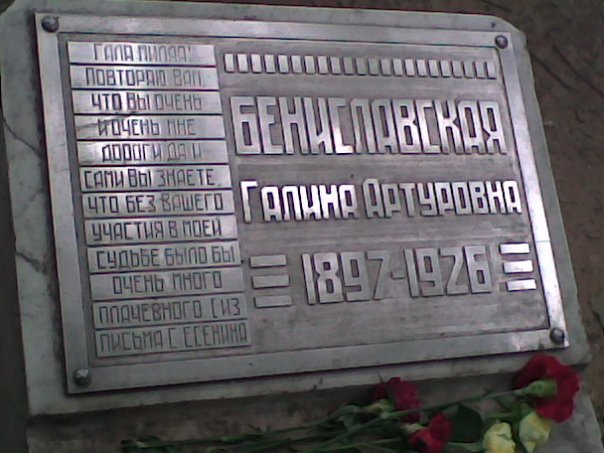 ГАЛА МИЛАЯ!
ПОВТОРЯЮ ВАМ,
ЧТО ВЫ ОЧЕНЬ
И ОЧЕНЬ МНЕ
ДОРОГИ ДА И
САМИ ВЫ ЗНАЕТЕ,
ЧТО БЕЗ ВАШЕГО
УЧАСТИЯ В МОЕЙ
СУДЬБЕ БЫЛО БЫ
ОЧЕНЬ МНОГО
ПЛАЧЕВНОГО (ИЗ
ПИСЬМА С ЕСЕНИНА
БЕНИСЛАВСКАЯ
ГАЛИНА АРТУРОВНА
1897-1926